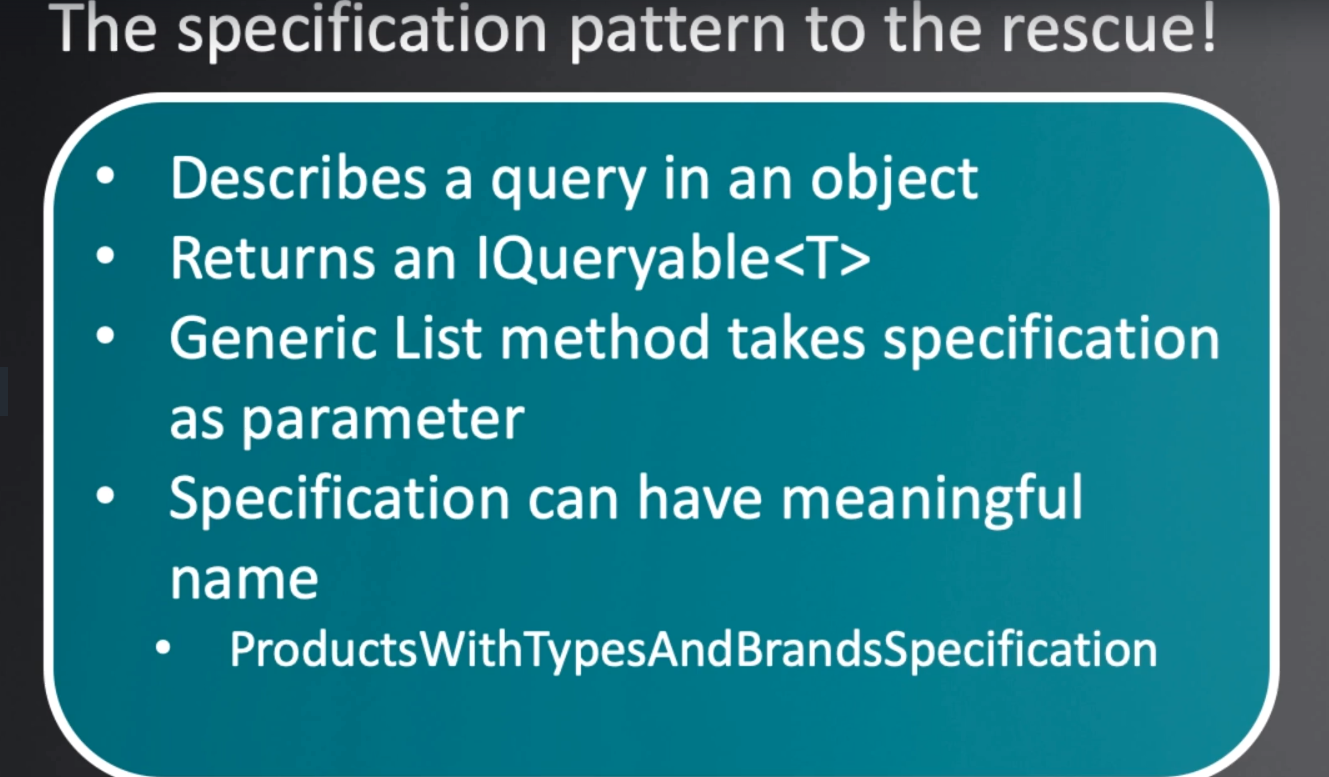 The specification pattern to the rescue!
• Describes a query in an object
• Returns an IQueryable<T>
• Generic List method takes specification
as parameter
• Specification can have meaningful
name
• ProductsWithTypesAndBrandsSpecification